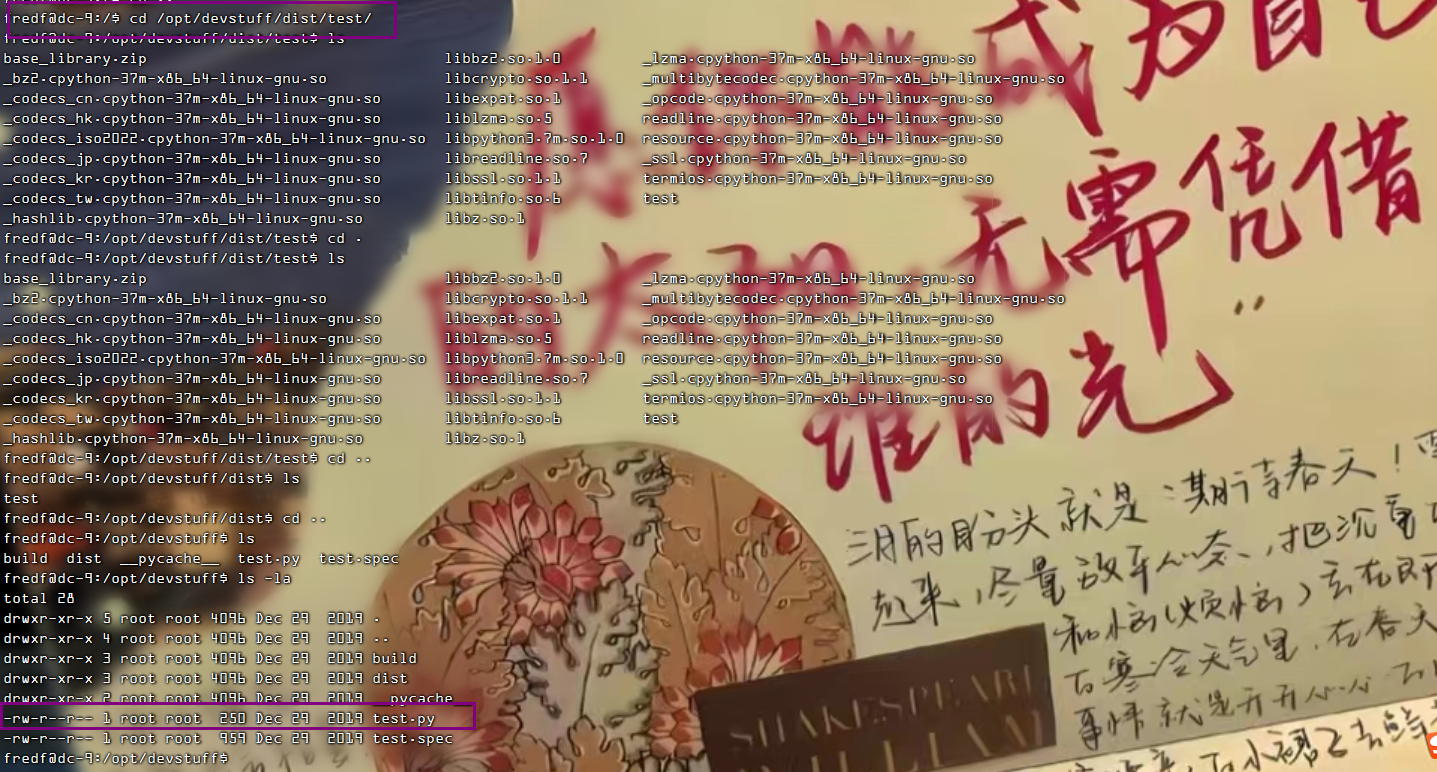 fredf@dc-9:/$ cd /opt/devstuff/dist/test/
fredf@dc-9:/opt/devstuff/dist/test$ ls
base_library.zip libbz2.so.1.0 _lzma.cpython-37m-x86_64-linux-gnu.so
_bz2.cpython-37m-x86_64-linux-gnu.so libcrypto.so.1.1 _multibytecodec.cpython-37m-x86_64-linux-gnu.so
_codecs_cn.cpython-37m-x86_64-linux-gnu.so libexpat.so.1 _opcode.cpython-37m-x86_64-linux-gnu.so
_codecs_hk.cpython-37m-x86_64-linux-gnu.so liblzma.so.5 readline.cpython-37m-x86_64-linux-gnu.so
_codecs_iso2022.cpython-37m-x86_64-linux-gnu.so libpython3.7m.so.1.0 resource.cpython-37m-x86_64-linux-gnu.so
_codecs_jp.cpython-37m-x86_64-linux-gnu.so libreadline.so.7 _ssl.cpython-37m-x86_64-linux-gnu.so
_codecs_kr.cpython-37m-x86_64-linux-gnu.so libssl.so.1.1 termios.cpython-37m-x86_64-linux-gnu.so
_codecs_tw.cpython-37m-x86_64-linux-gnu.so libtinfo.so.6 test
_hashlib.cpython-37m-x86_64-linux-gnu.so libz.so.1
fredf@dc-9:/opt/devstuff/dist/test$ cd .
fredf@dc-9:/opt/devstuff/dist/test$ ls
base_library.zip libbz2.so.1.0 _lzma.cpython-37m-x86_64-linux-gnu.so
_bz2.cpython-37m-x86_64-linux-gnu.so libcrypto.so.1.1 _multibytecodec.cpython-37m-x86_64-linux-gnu.so
_codecs_cn.cpython-37m-x86_64-linux-gnu.so libexpat.so.1 _opcode.cpython-37m-x86_64-linux-gnu.so
_codecs_hk.cpython-37m-x86_64-linux-gnu.so liblzma.so.5 readline.cpython-37m-x86_64-linux-gnu.so
_codecs_iso2022.cpython-37m-x86_64-linux-gnu.so libpython3.7m.so.1.0 resource.cpython-37m-x86_64-linux-gnu.so
_codecs_jp.cpython-37m-x86_64-linux-gnu.so libreadline.so.7 _ssl.cpython-37m-x86_64-linux-gnu.so
_codecs_kr.cpython-37m-x86_64-linux-gnu.so libssl.so.1.1 termios.cpython-37m-x86_64-linux-gnu.so
_codecs_tw.cpython-37m-x86_64-linux-gnu.so libtinfo.so.6 test
_hashlib.cpython-37m-x86_64-linux-gnu.so libz.so.1
fredf@dc-9:/opt/devstuff/dist/test$ cd ..
fredf@dc-9:/opt/devstuff/dist$ ls
test
fredf@dc-9:/opt/devstuff/dist$ cd ..
fredf@dc-9:/opt/devstuff$ ls
build dist __pycache__ test.py test.spec
fredf@dc-9:/opt/devstuff$ ls -la
total 28
drwxr-xr-x 5 root root 4096 Dec 29 2019 .
drwxr-xr-x 4 root root 4096 Dec 29 2019 ..
drwxr-xr-x 3 root root 4096 Dec 29 2019 build
drwxr-xr-x 3 root root 4096 Dec 29 2019 dist
drwxr-xr-x 2 root root 4096 Dec 29 2019 __pycache__
-rw-r--r-- 1 root root 250 Dec 29 2019 test.py
-rw-r--r-- 1 root root 959 Dec 29 2019 test.spec
fredf@dc-9:/opt/devstuff$
成为自己
的太阳,无需凭借
谁的光
三月的月份头就是
期待春天!
尽量放平心态,把沉重
在春天
寒冷天气里,
事情就是开开心心
SHAKESPEARE
WILLIAM